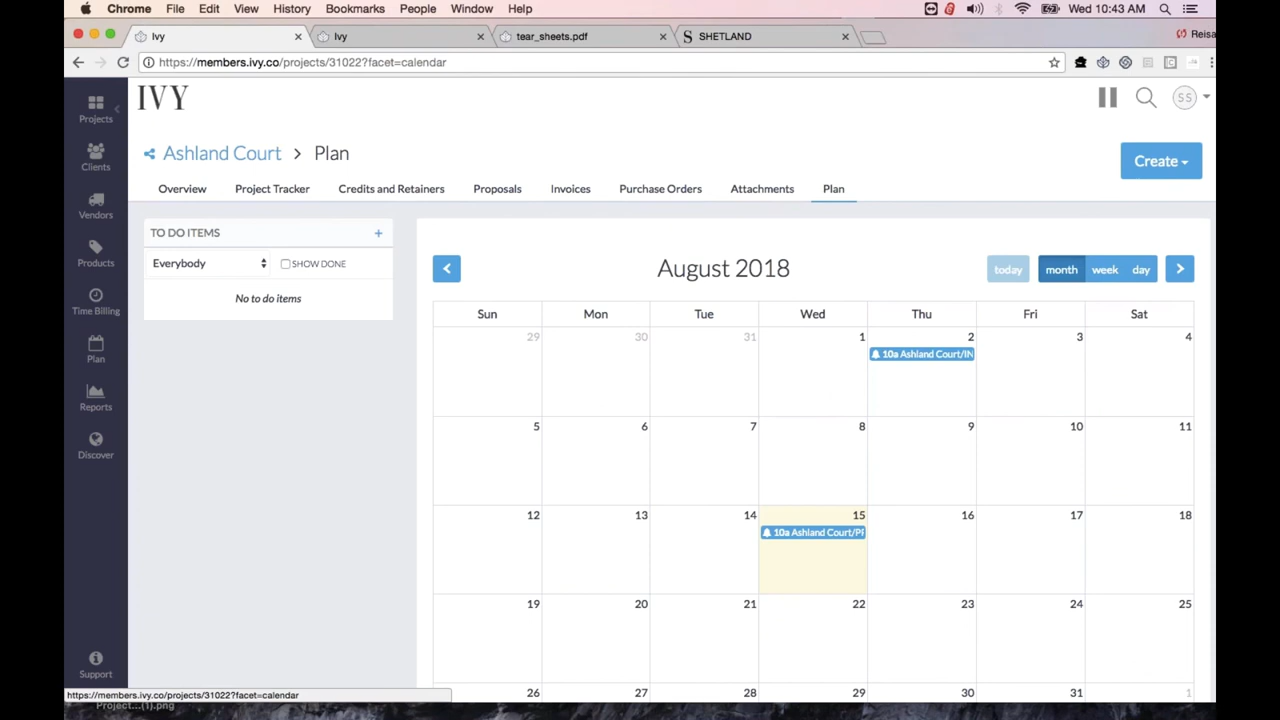 Chrome File Edit View History Bookmarks People Window Help Wed 10:43 AM
Ivy Ivy tear_sheets.pdf S SHETLAND Reisa
https://members.ivy.co/projects/31022?facet=calendar
IVY SS
Projects
Clients
Vendors
Products
Time Billing
Plan
Reports
Discover
Support
Ashland Court > Plan Create
Overview Project Tracker Credits and Retainers Proposals Invoices Purchase Orders Attachments Plan
TO DO ITEMS +
Everybody SHOW DONE
No to do items
August 2018 today month week day
Sun Mon Tue Wed Thu Fri Sat
29 30 31 1 2 3 4
10a Ashland Court/IN
5 6 7 8 9 10 11
12 13 14 15 16 17 18
10a Ashland Court/PR
19 20 21 22 23 24 25
26 27 28 29 30 31 1
https://members.ivy.co/projects/31022?facet=calendar
Project...(1).png